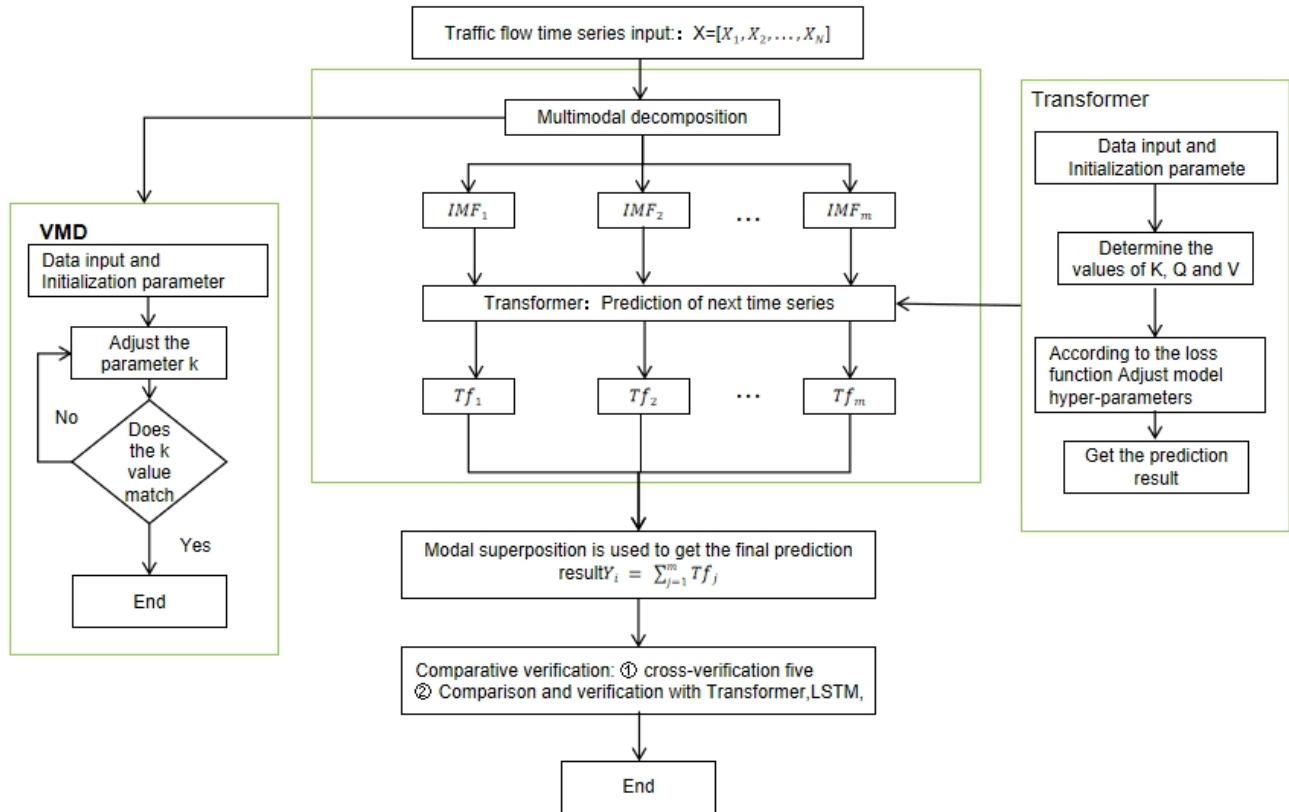 Traffic flow time series input:: X=[X₁, X₂, ..., X_N]
Multimodal decomposition
IMF₁
IMF₂
...
IMFₘ
Transformer: Prediction of next time series
Tf₁
Tf₂
...
Tfₘ
Modal superposition is used to get the final prediction
resultYᵢ = ∑ⱼ₌₁ᵐ Tfⱼ
Comparative verification: ① cross-verification five
② Comparison and verification with Transformer,LSTM,
End
VMD
Data input and
Initialization parameter
Adjust the
parameter k
No
Does
the k
value
match
Yes
End
Transformer
Data input and
Initialization paramete
Determine the
values of K, Q and V
According to the loss
function Adjust model
hyper-parameters
Get the prediction
result